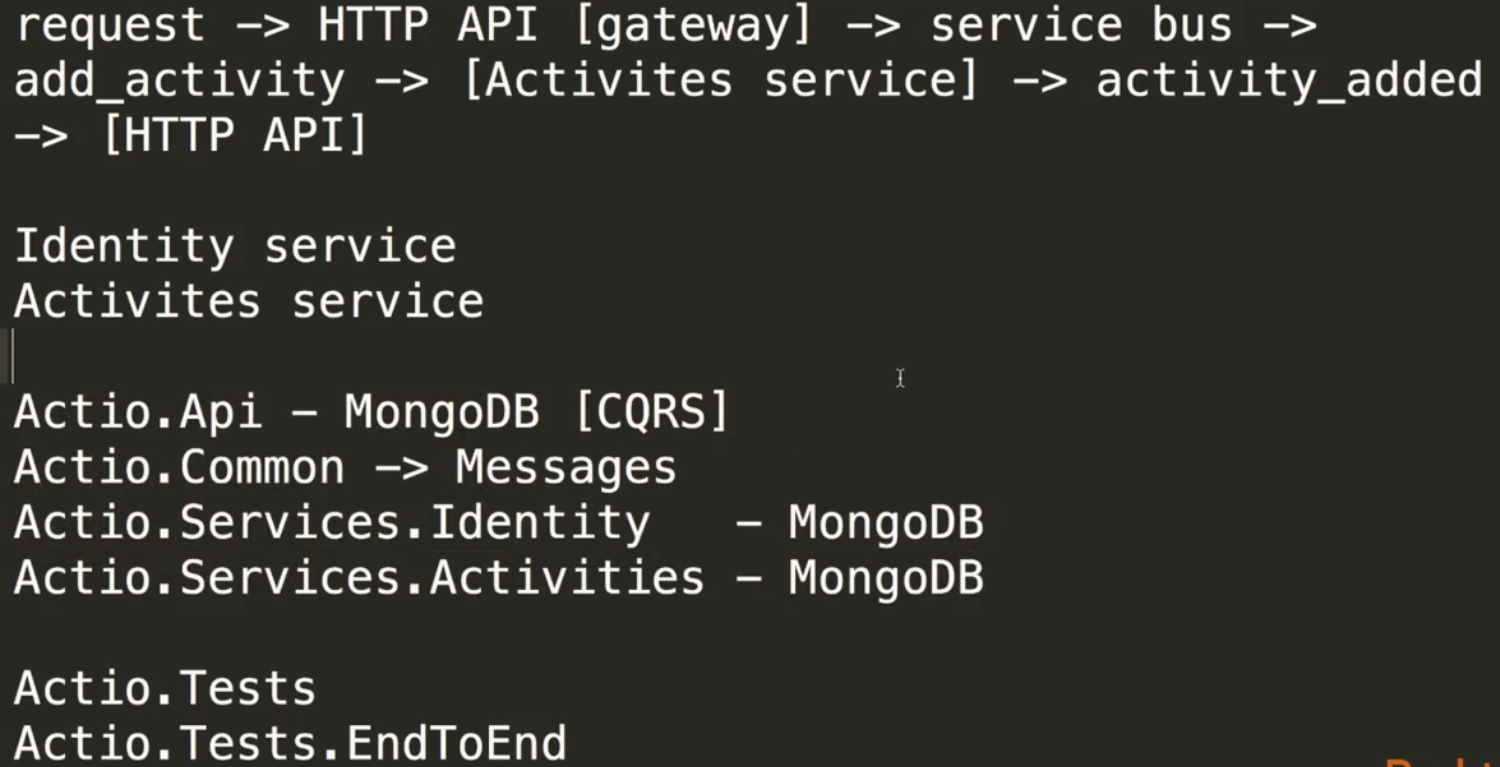 request -> HTTP API [gateway] -> service bus ->
add_activity -> [Activites service] -> activity_added
-> [HTTP API]
Identity service
Activites service
Actio.Api - MongoDB [CQRS]
Actio.Common -> Messages
Actio.Services.Identity   - MongoDB
Actio.Services.Activities - MongoDB
Actio.Tests
Actio.Tests.EndToEnd